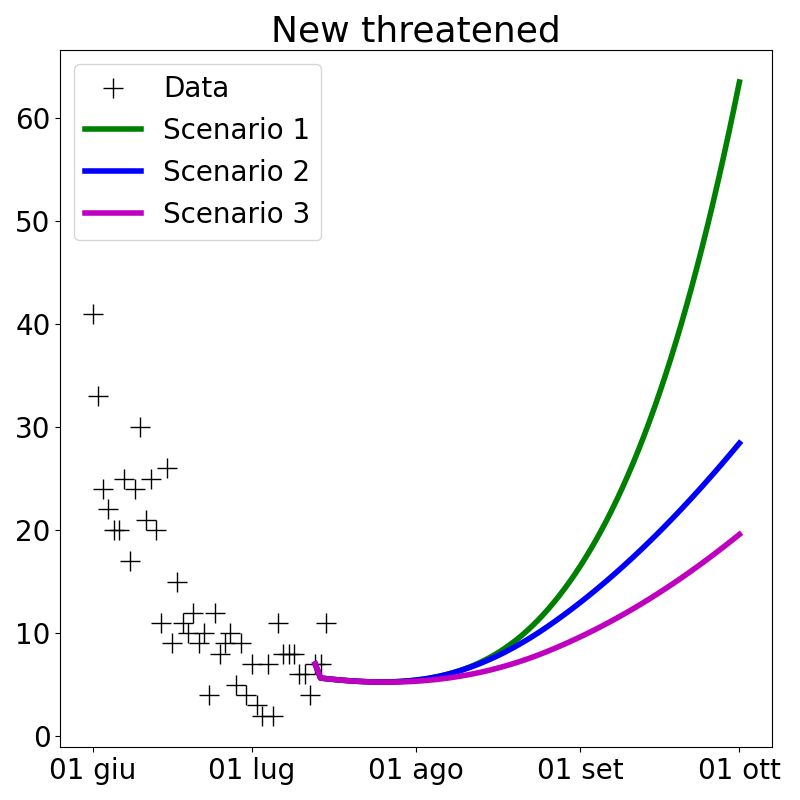 New threatened
Data
Scenario 1
Scenario 2
Scenario 3
60
50
40
30
20
10
0
01 giu 01 lug 01 ago 01 set 01 ott